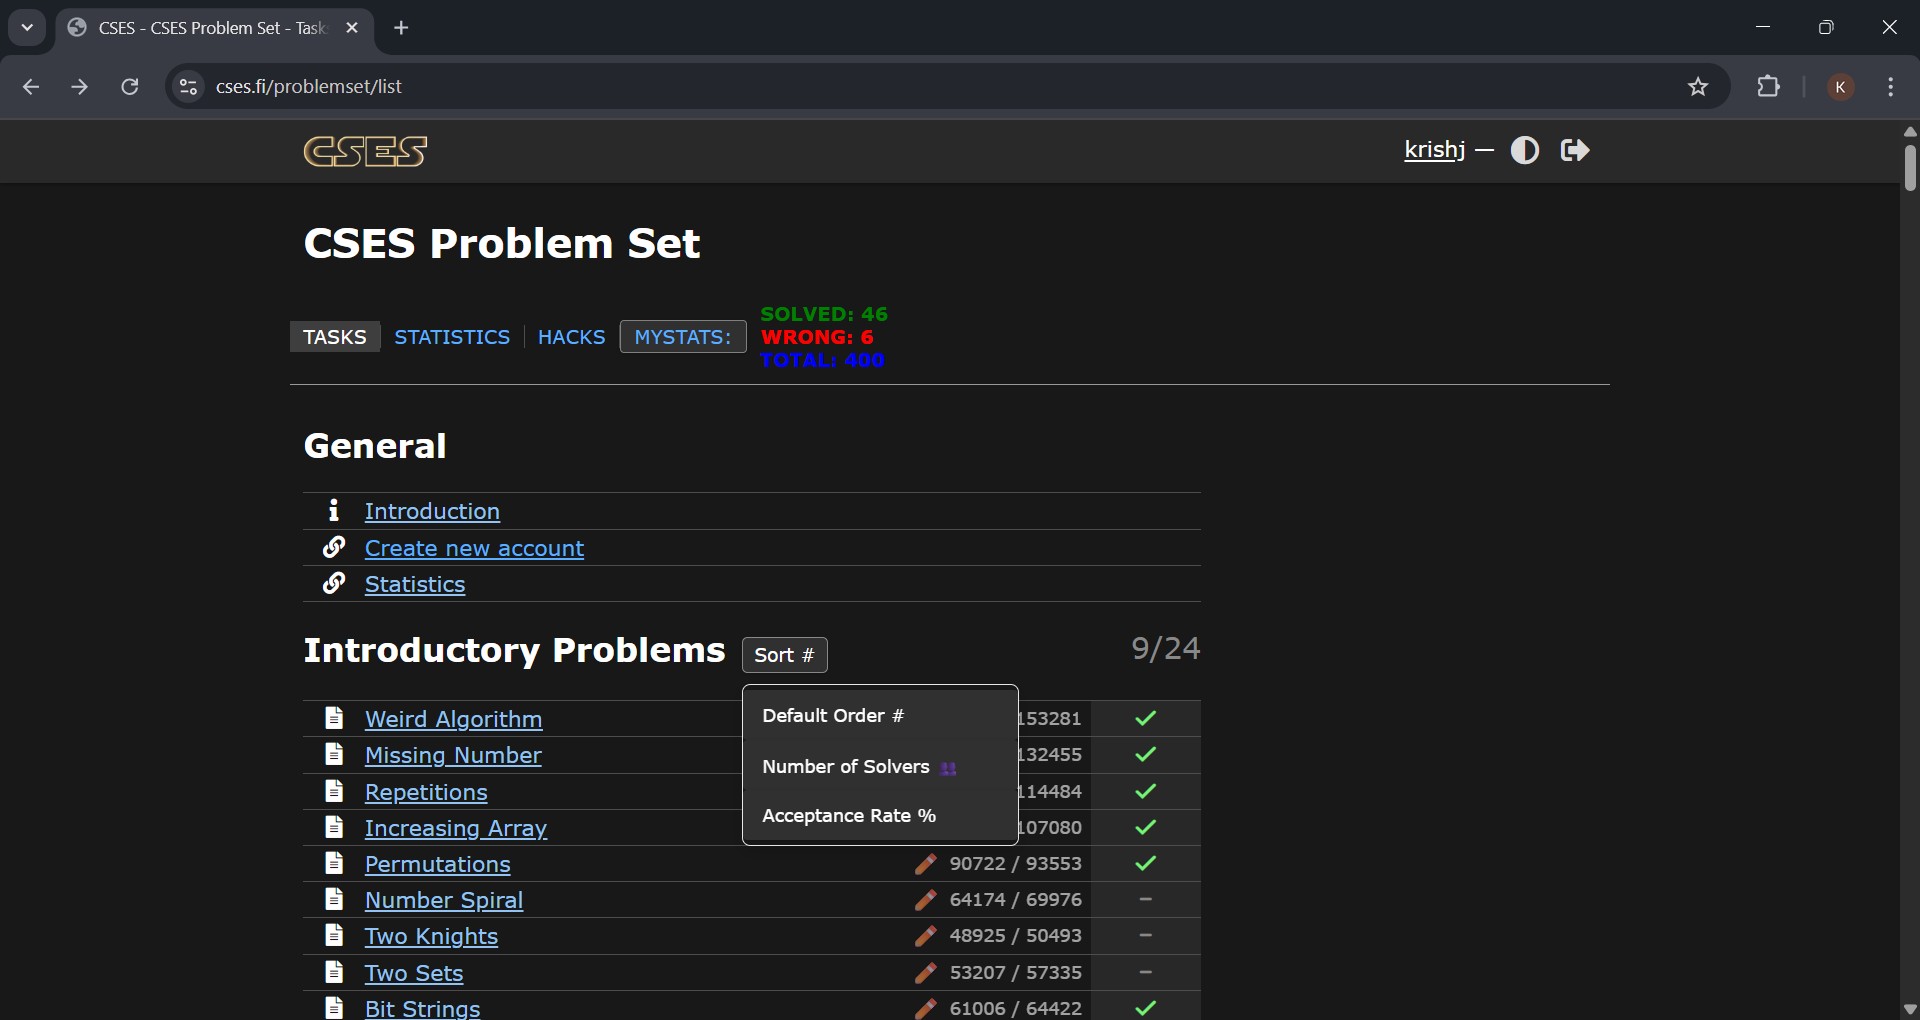 CSES - CSES Problem Set - Task
cses.fi/problemset/list
K
CSES
krishj —
CSES Problem Set
TASKS
STATISTICS
HACKS
MYSTATS:
SOLVED: 46
WRONG: 6
TOTAL: 400
General
Introduction
Create new account
Statistics
Introductory Problems
Sort #
9/24
Default Order #
Number of Solvers
Acceptance Rate %
Weird Algorithm
153281
Missing Number
132455
Repetitions
114484
Increasing Array
107080
Permutations
90722 / 93553
Number Spiral
64174 / 69976
–
Two Knights
48925 / 50493
–
Two Sets
53207 / 57335
–
Bit Strings
61006 / 64422